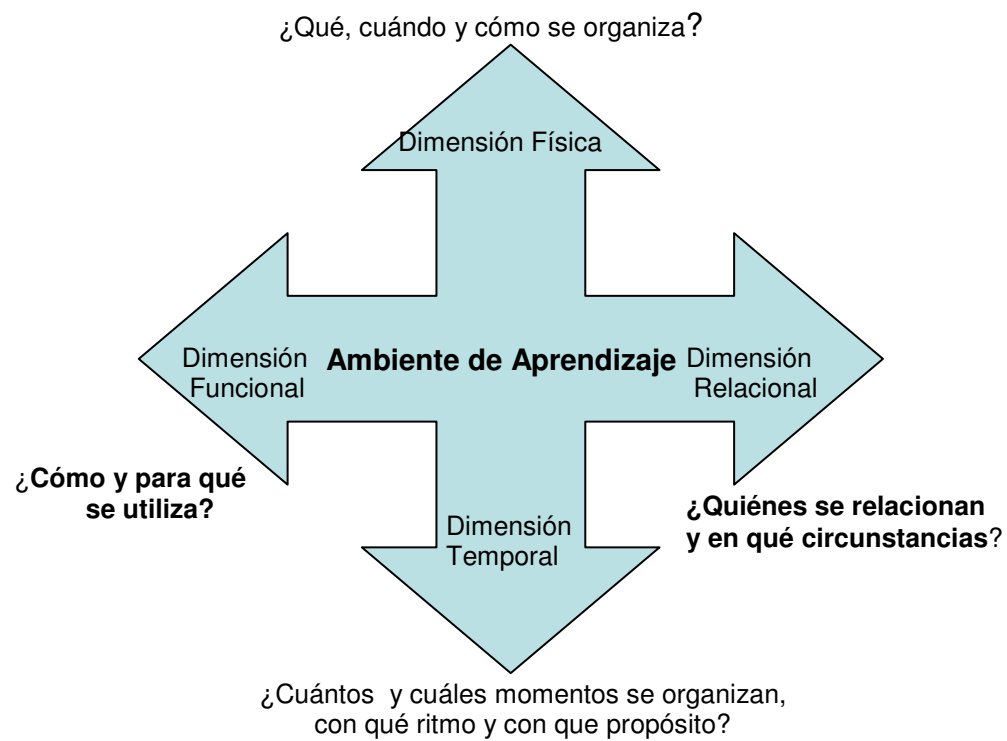 ¿Qué, cuándo y cómo se organiza?
Dimensión Física
Dimensión
Funcional
Ambiente de Aprendizaje
Dimensión
Relacional
¿Cómo y para qué
se utiliza?
¿Quiénes se relacionan
y en qué circunstancias?
Dimensión
Temporal
¿Cuántos y cuáles momentos se organizan,
con qué ritmo y con que propósito?